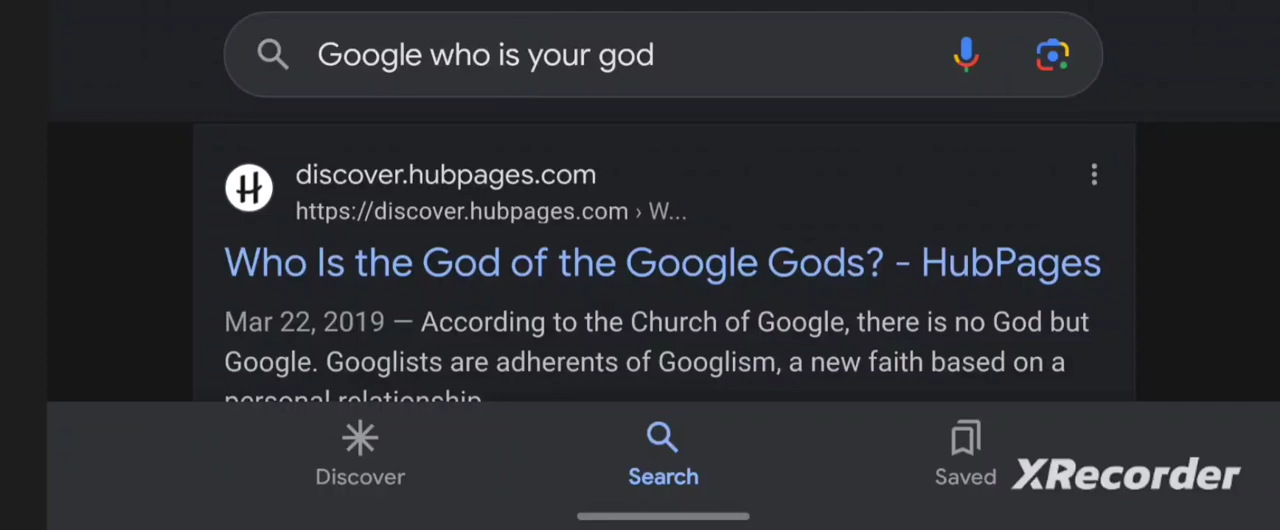 Google who is your god
discover.hubpages.com
https://discover.hubpages.com › W...
Who Is the God of the Google Gods? - HubPages
Mar 22, 2019 — According to the Church of Google, there is no God but
Google. Googlists are adherents of Googlism, a new faith based on a
personal relationship
Discover
Search
Saved
XRecorder